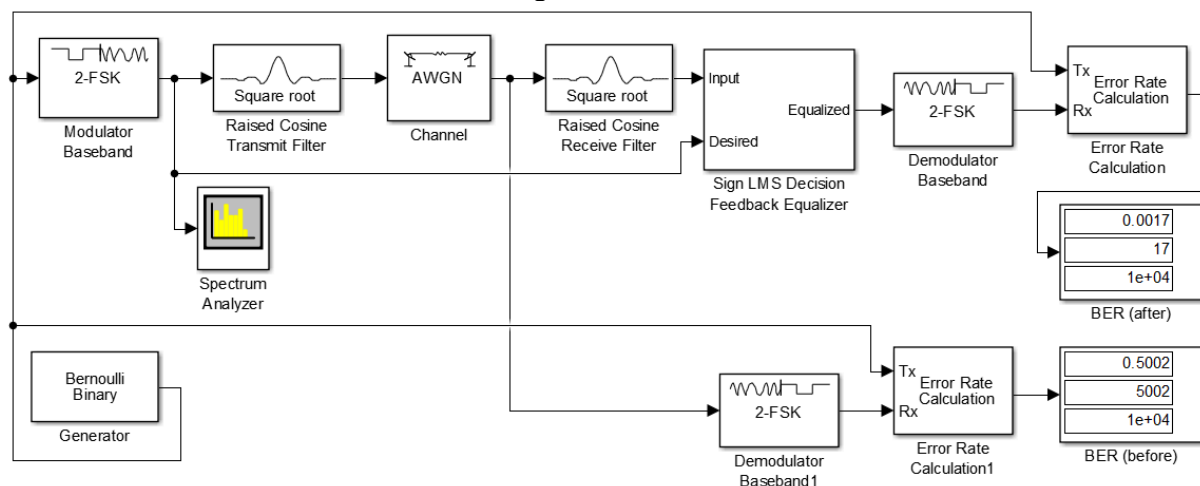 2-FSK
Modulator
Baseband
Square root
Raised Cosine
Transmit Filter
AWGN
Channel
Square root
Raised Cosine
Receive Filter
Input
Desired
Equalized
Sign LMS Decision
Feedback Equalizer
2-FSK
Demodulator
Baseband
Tx
Rx
Error Rate
Calculation
Error Rate
Calculation
Spectrum
Analyzer
0.0017
17
1e+04
BER (after)
Bernoulli
Binary
Generator
2-FSK
Demodulator
Baseband1
Tx
Rx
Error Rate
Calculation
Error Rate
Calculation1
0.5002
5002
1e+04
BER (before)